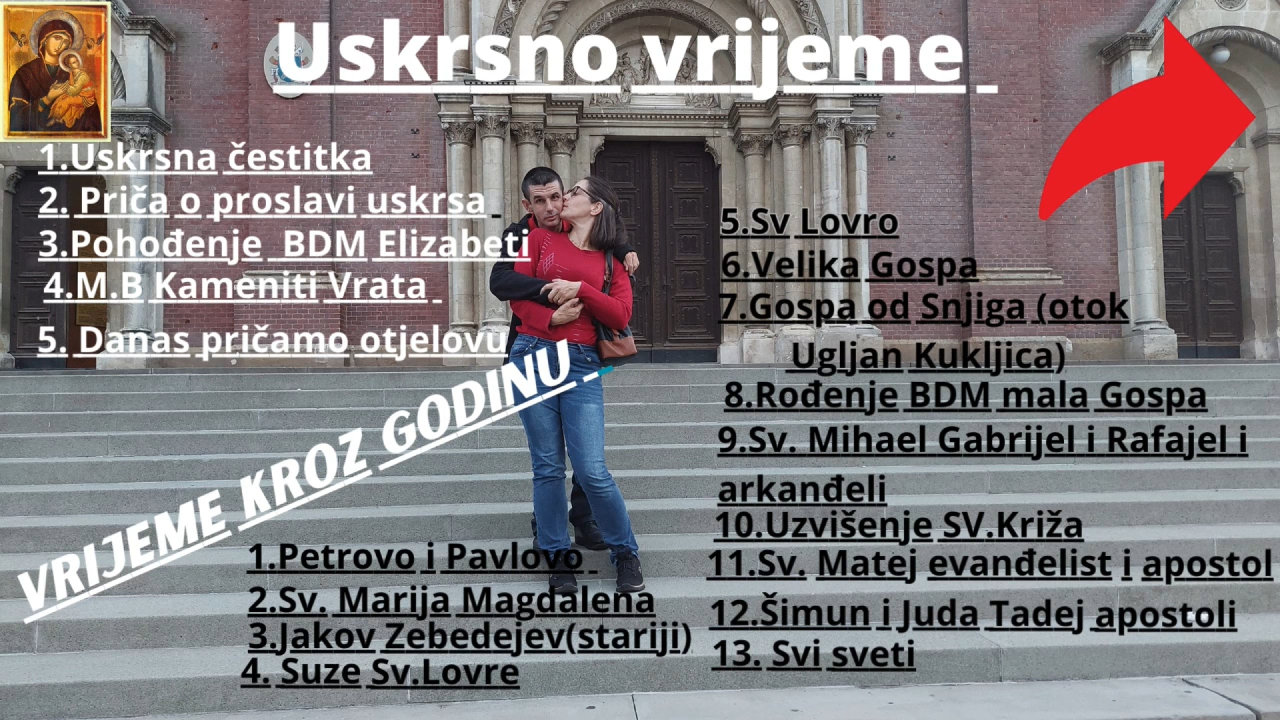 Uskrsno vrijeme
1.Uskrsna čestitka
2. Priča o proslavi uskrsa
3.Pohođenje BDM Elizabeti
4.M.B Kameniti Vrata
5. Danas pričamo otjelovu
VRIJEME KROZ GODINU
1.Petrovo i Pavlovo
2.Sv. Marija Magdalena
3.Jakov Zebedejev(stariji)
4. Suze Sv.Lovre
5.Sv Lovro
6.Velika Gospa
7.Gospa od Snjiga (otok
Ugljan Kukljica)
8.Rođenje BDM mala Gospa
9.Sv. Mihael Gabrijel i Rafajel i
arkanđeli
10.Uzvišenje SV.Križa
11.Sv. Matej evanđelist i apostol
12.Šimun i Juda Tadej apostoli
13. Svi sveti